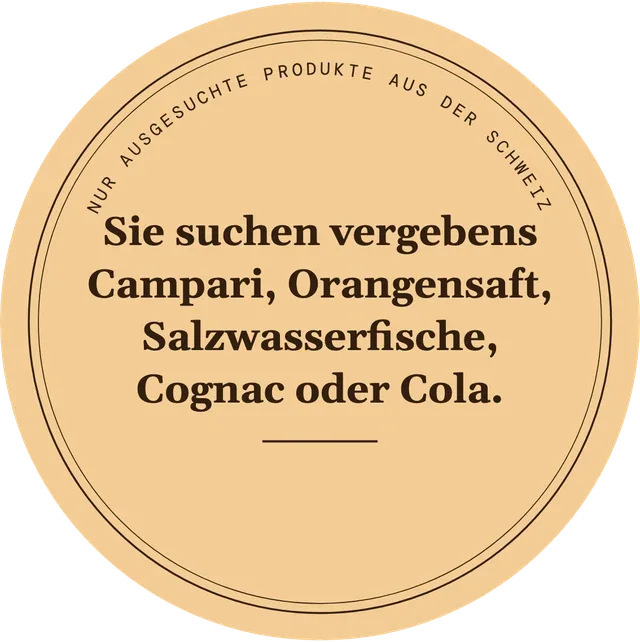 NUR AUSGESUCHTE PRODUKTE AUS DER SCHWEIZ
Sie suchen vergebens
Campari, Orangensaft,
Salzwasserfische,
Cognac oder Cola.